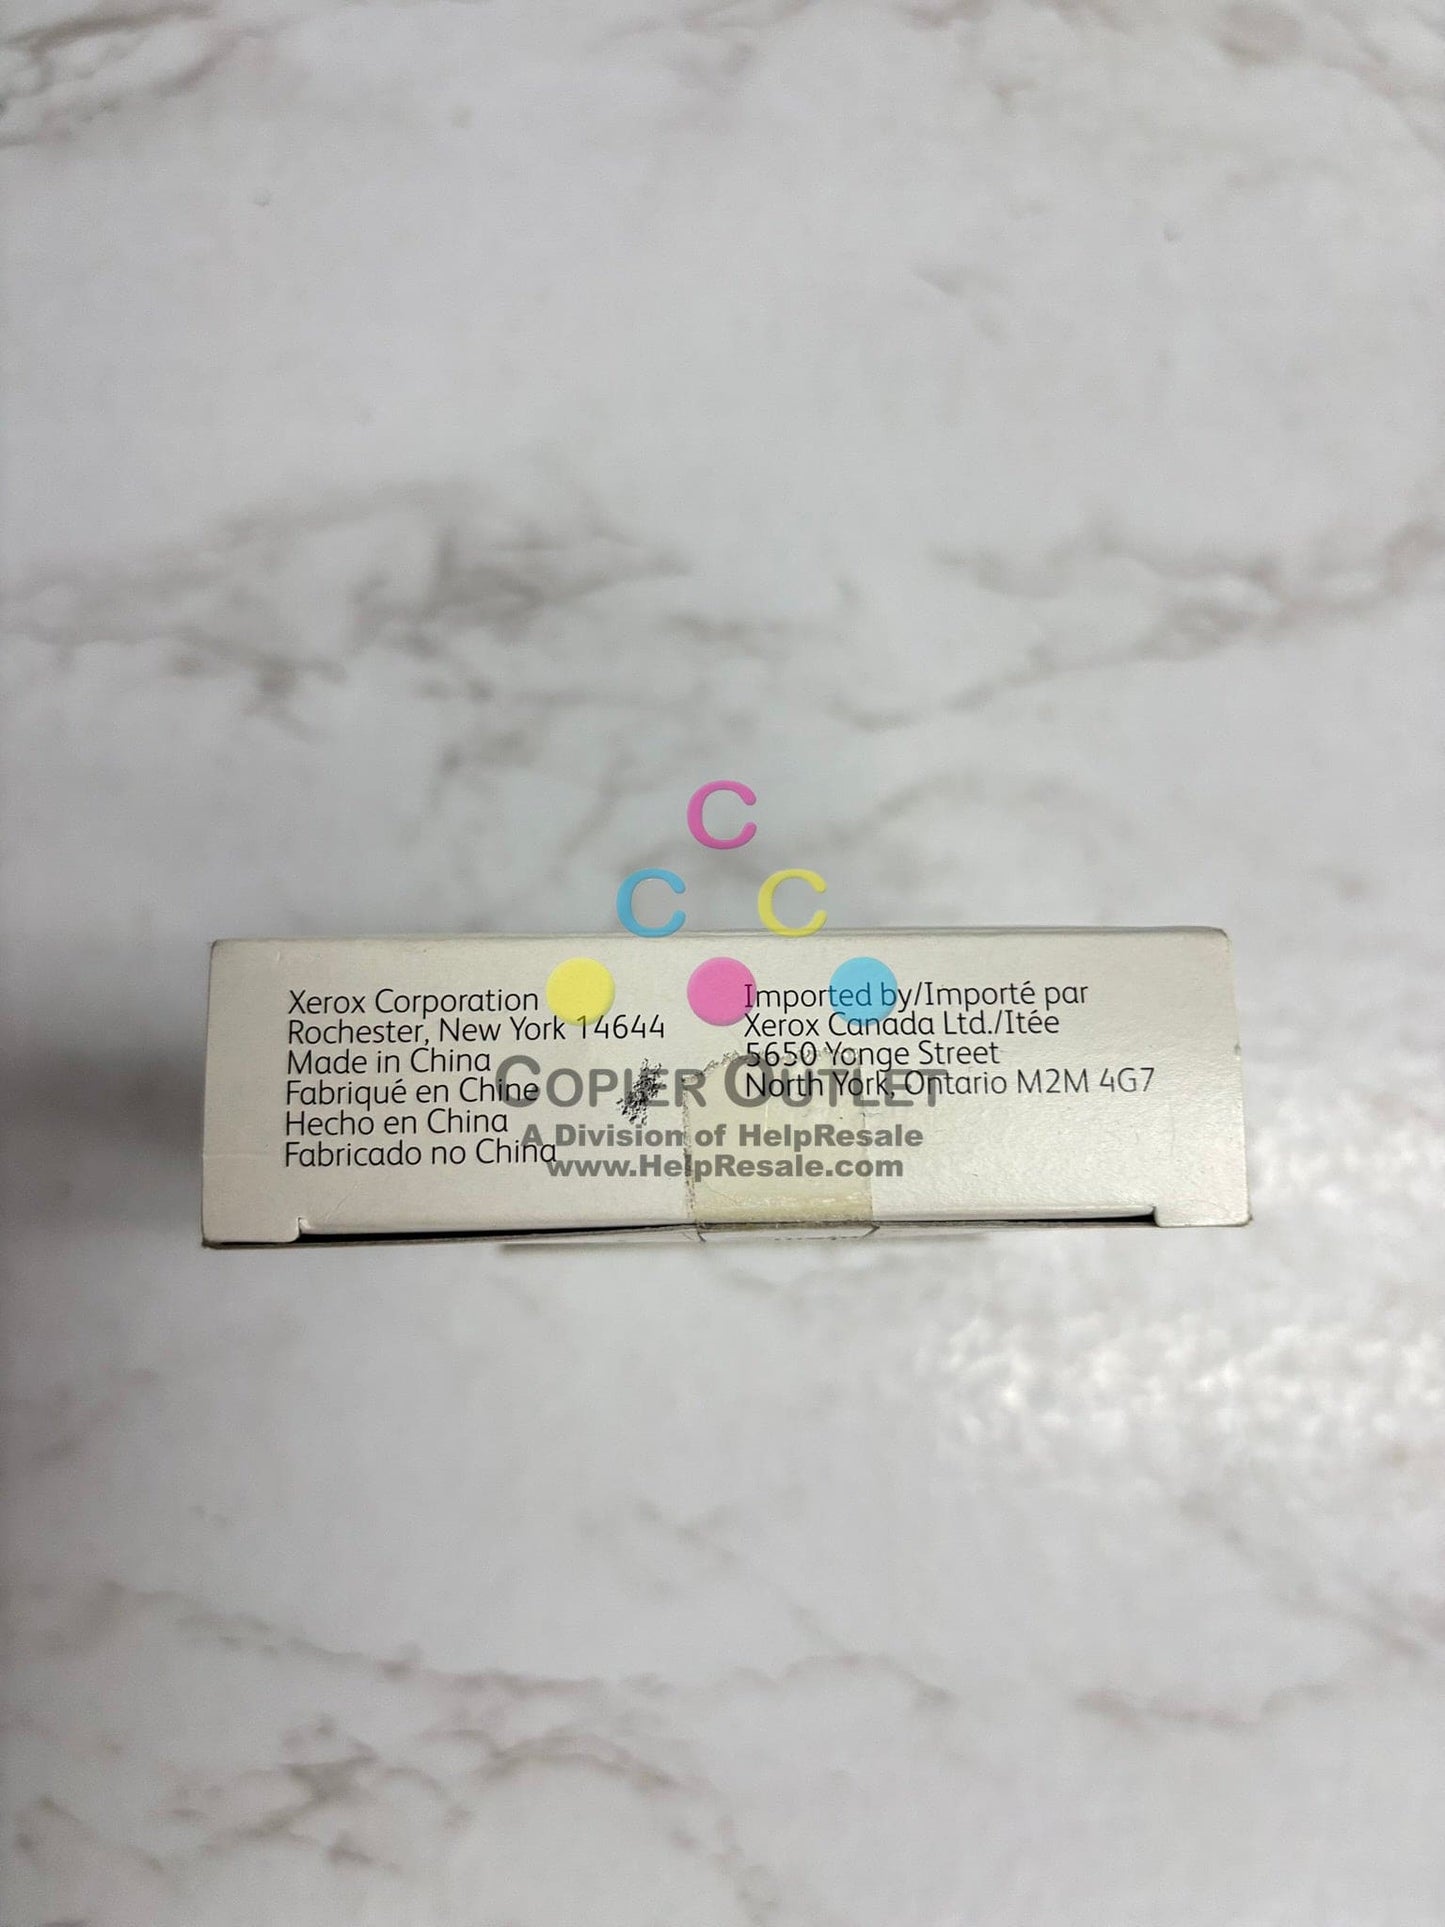 C
C C
Xerox Corporation
Rochester, New York 14644
Made in China
Fabriqué en Chine
Hecho en China
Fabricado no China
Imported by/Importé par
Xerox Canada Ltd./Itée
5650 Yonge Street
North York, Ontario M2M 4G7
COPIER OUTLET
A Division of HelpResale
www.HelpResale.com